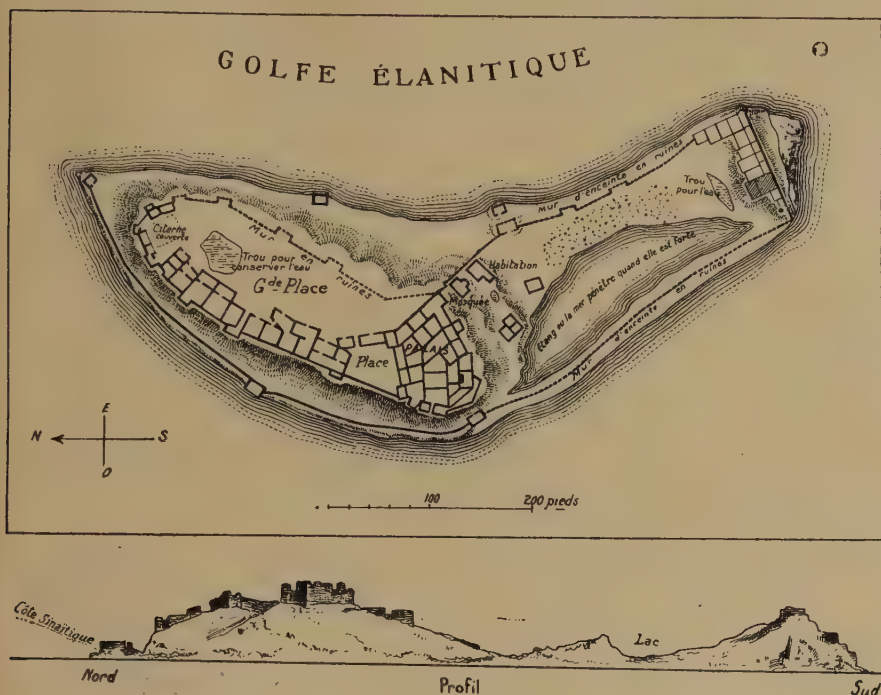 GOLFE ÉLANITIQUE
Mur d'enceinte en ruines
Trou
pour l'eau
Citerne
couverte
Mur en
ruines
Trou pour
conserver l'eau
Gde Place
Habitation
Mosquée
Étang où la mer pénètre quand elle est forte
Mur d'enceinte en ruines
PALAIS
Place
E
N
S
O
100
200 pieds
Côte Sinaïtique
Lac
Nord
Profil
Sud